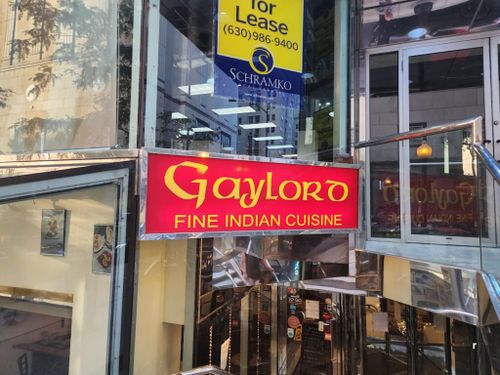 for
Lease
(630) 986-9400
SCHRAMKO
Gaylord
FINE INDIAN CUISINE